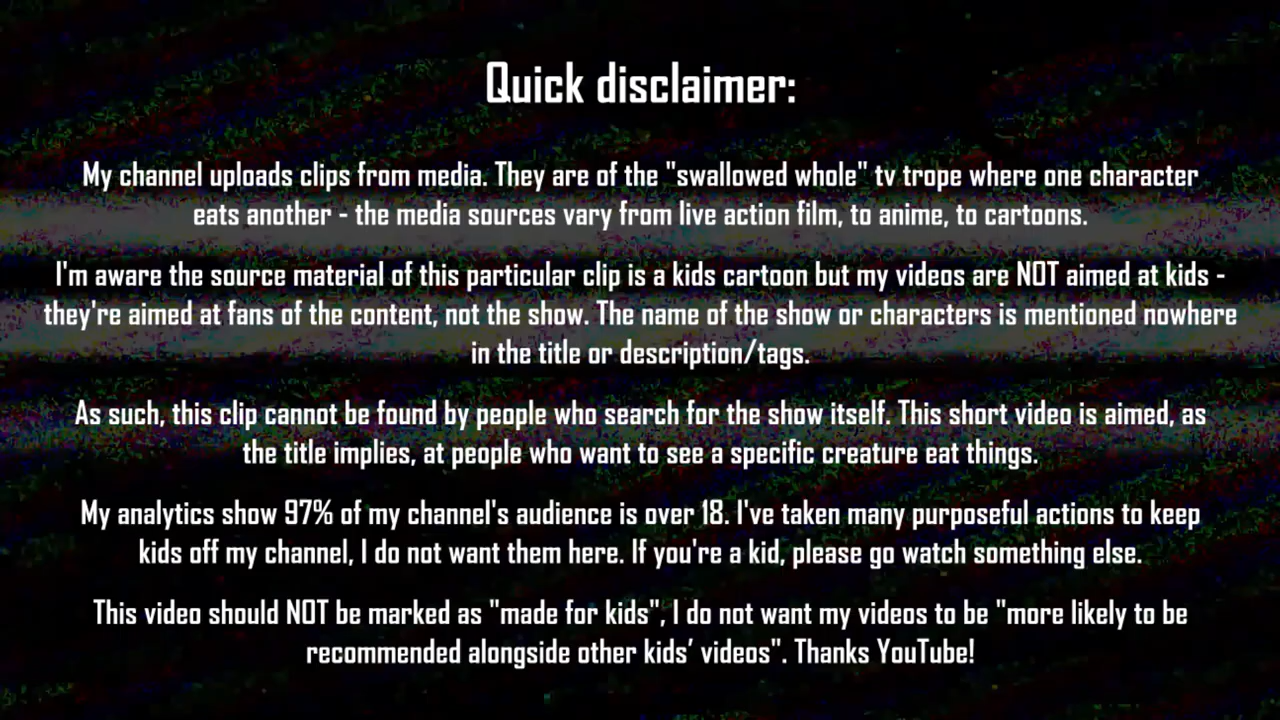 Quick disclaimer:
My channel uploads clips from media. They are of the "swallowed whole" tv trope where one character
eats another - the media sources vary from live action film, to anime, to cartoons.
I'm aware the source material of this particular clip is a kids cartoon but my videos are NOT aimed at kids -
they're aimed at fans of the content, not the show. The name of the show or characters is mentioned nowhere
in the title or description/tags.
As such, this clip cannot be found by people who search for the show itself. This short video is aimed, as
the title implies, at people who want to see a specific creature eat things.
My analytics show 97% of my channel's audience is over 18. I've taken many purposeful actions to keep
kids off my channel, I do not want them here. If you're a kid, please go watch something else.
This video should NOT be marked as "made for kids", I do not want my videos to be "more likely to be
recommended alongside other kids’ videos". Thanks YouTube!